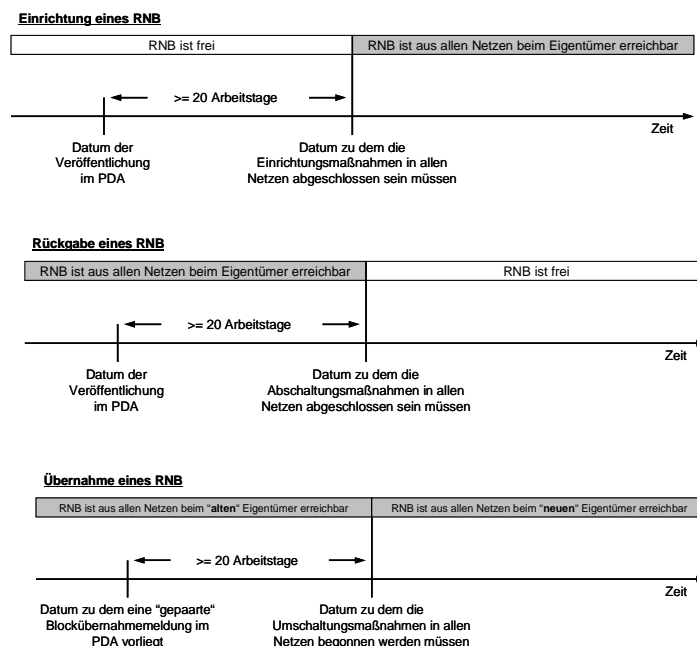 Einrichtung eines RNB
RNB ist frei
RNB ist aus allen Netzen beim Eigentümer erreichbar
>= 20 Arbeitstage
Zeit
Datum der
Veröffentlichung
im PDA
Datum zu dem die
Einrichtungsmaßnahmen in allen
Netzen abgeschlossen sein müssen
Rückgabe eines RNB
RNB ist aus allen Netzen beim Eigentümer erreichbar
RNB ist frei
>= 20 Arbeitstage
Zeit
Datum der
Veröffentlichung
im PDA
Datum zu dem die
Abschaltungsmaßnahmen in allen
Netzen abgeschlossen sein müssen
Übernahme eines RNB
RNB ist aus allen Netzen beim "alten" Eigentümer erreichbar
RNB ist aus allen Netzen beim "neuen" Eigentümer erreichbar
>= 20 Arbeitstage
Zeit
Datum zu dem eine "gepaarte"
Blockübernahmemeldung im
PDA vorliegt
Datum zu dem die
Umschaltungsmaßnahmen in allen
Netzen begonnen werden müssen